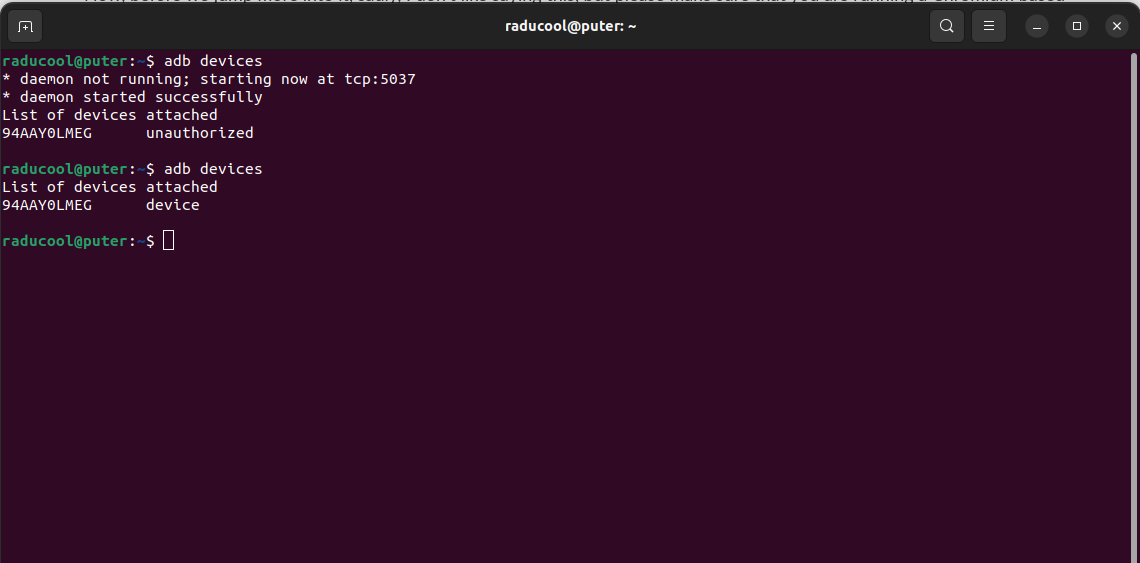 raducool@puter: ~
raducool@puter:~$ adb devices
* daemon not running; starting now at tcp:5037
* daemon started successfully
List of devices attached
94AAY0LMEG      unauthorized
raducool@puter:~$ adb devices
List of devices attached
94AAY0LMEG      device
raducool@puter:~$